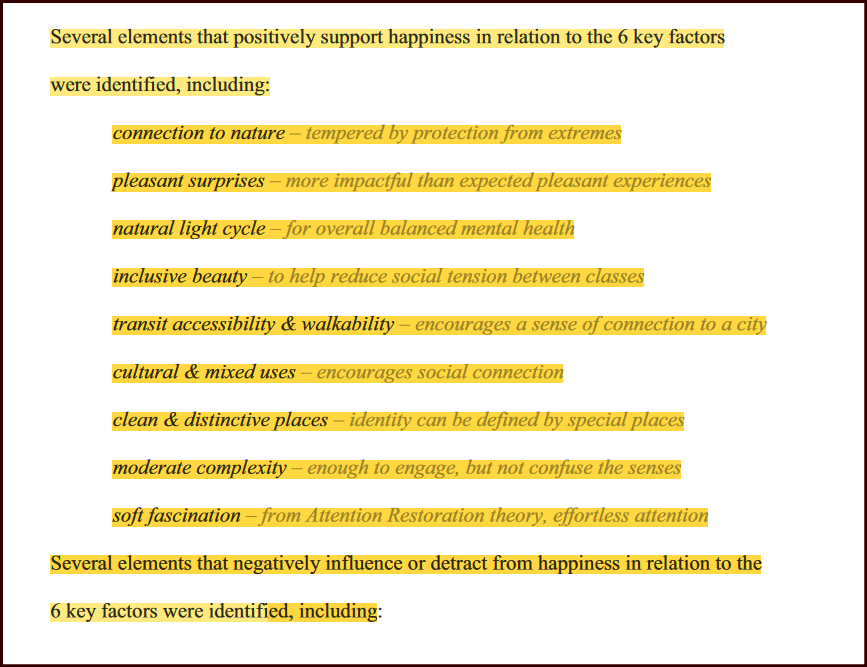 Several elements that positively support happiness in relation to the 6 key factors
were identified, including:
connection to nature – tempered by protection from extremes
pleasant surprises – more impactful than expected pleasant experiences
natural light cycle – for overall balanced mental health
inclusive beauty – to help reduce social tension between classes
transit accessibility & walkability – encourages a sense of connection to a city
cultural & mixed uses – encourages social connection
clean & distinctive places – identity can be defined by special places
moderate complexity – enough to engage, but not confuse the senses
soft fascination – from Attention Restoration theory, effortless attention
Several elements that negatively influence or detract from happiness in relation to the
6 key factors were identified, including: